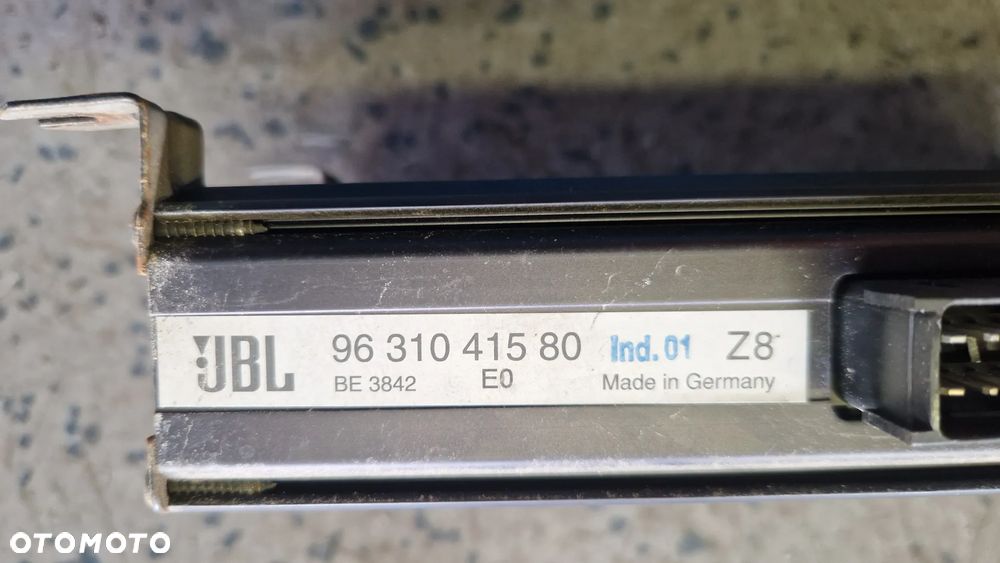 JBL 96 310 415 80 Ind.01 Z8
BE 3842 E0 Made in Germany
OTOMOTO